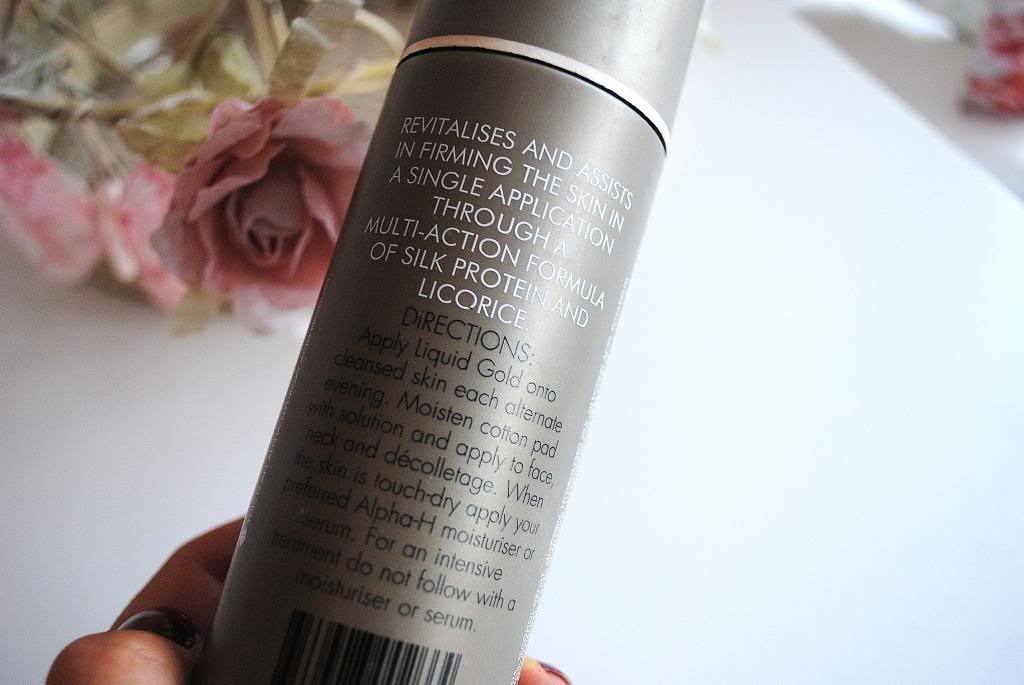 REVITALISES AND ASSISTS
IN FIRMING THE SKIN IN
A SINGLE APPLICATION
THROUGH A
MULTI-ACTION FORMULA
OF SILK PROTEIN AND
LICORICE.
DiRECTIONS:
Apply Liquid Gold onto
cleansed skin each alternate
evening. Moisten cotton pad
with solution and apply to face,
neck and décolletage. When
the skin is touch-dry apply your
preferred Alpha-H moisturiser or
serum. For an intensive
treatment do not follow with a
moisturiser or serum.